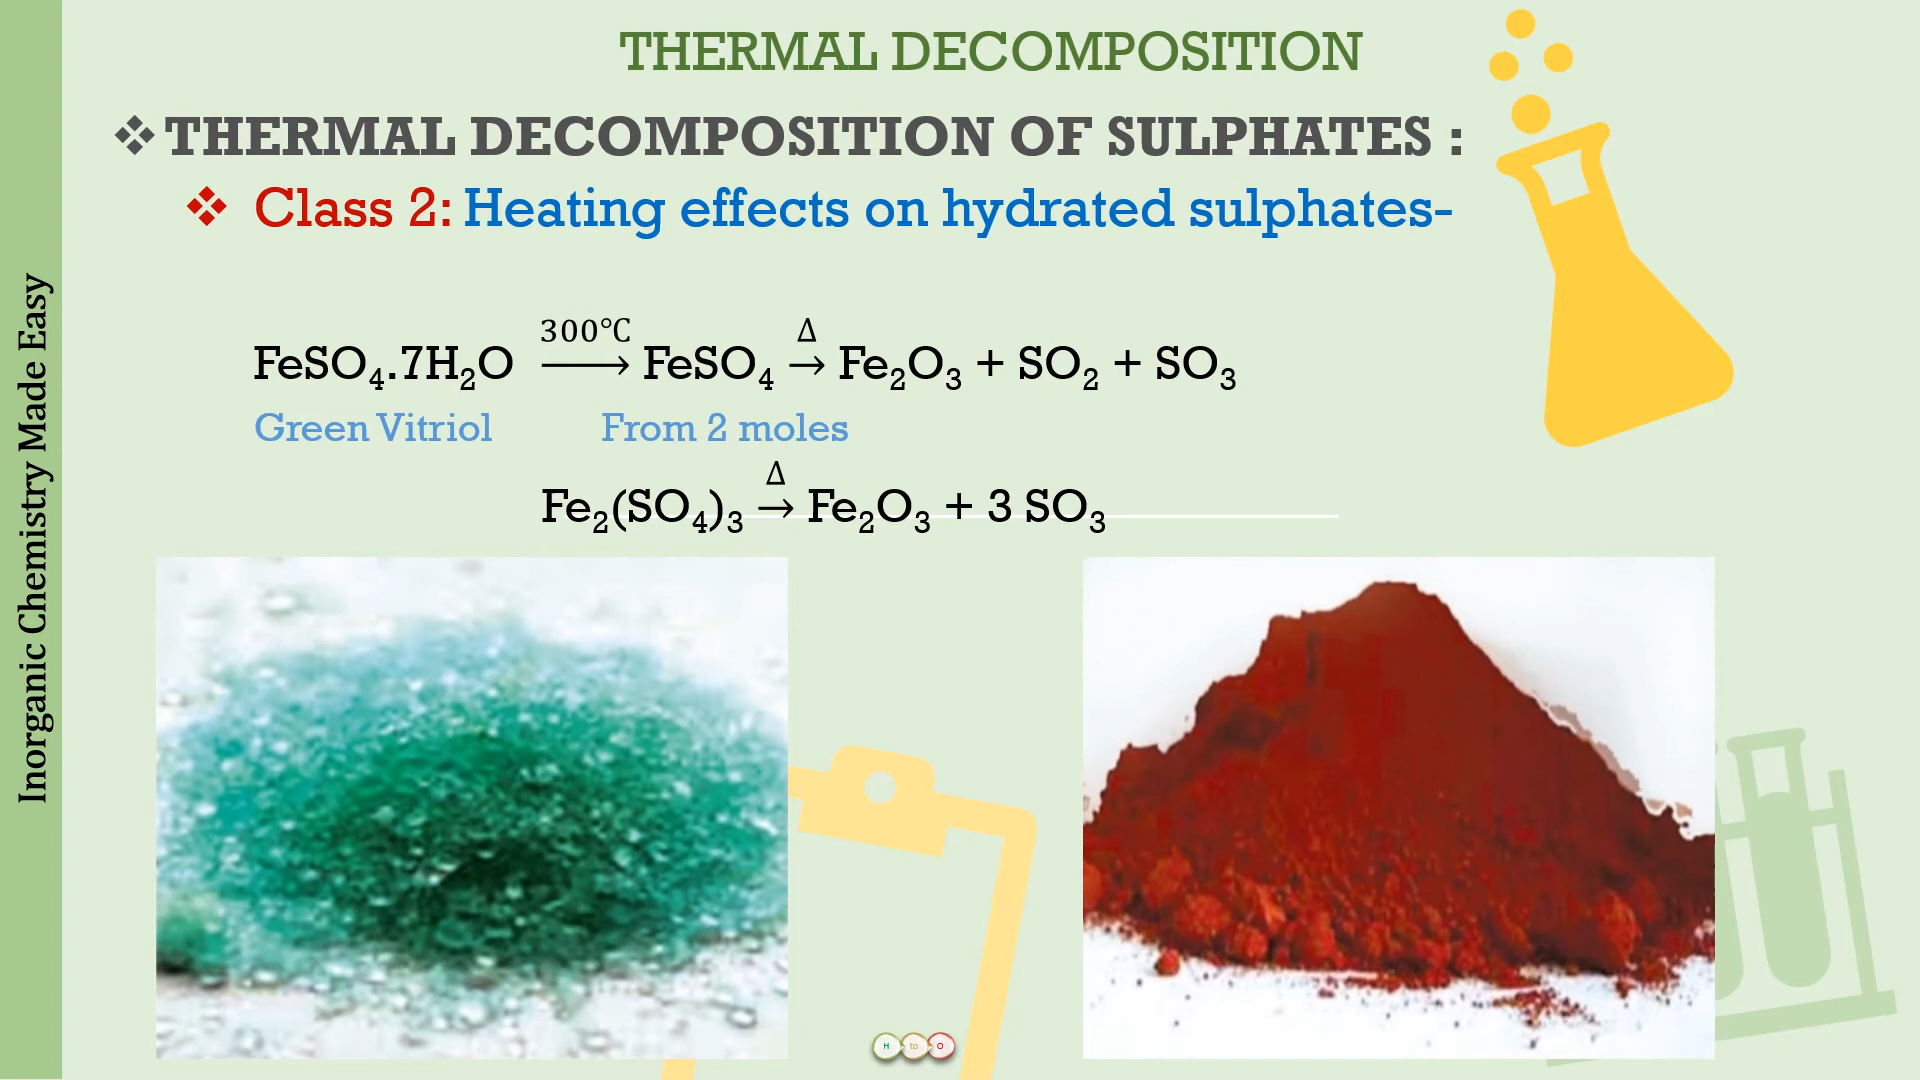 THERMAL DECOMPOSITION
❖ THERMAL DECOMPOSITION OF SULPHATES :
❖ Class 2: Heating effects on hydrated sulphates-
300℃ Δ
FeSO₄.7H₂O ⟶ FeSO₄ → Fe₂O₃ + SO₂ + SO₃
Green Vitriol From 2 moles
Δ
Fe₂(SO₄)₃ → Fe₂O₃ + 3 SO₃
Inorganic Chemistry Made Easy
H to O